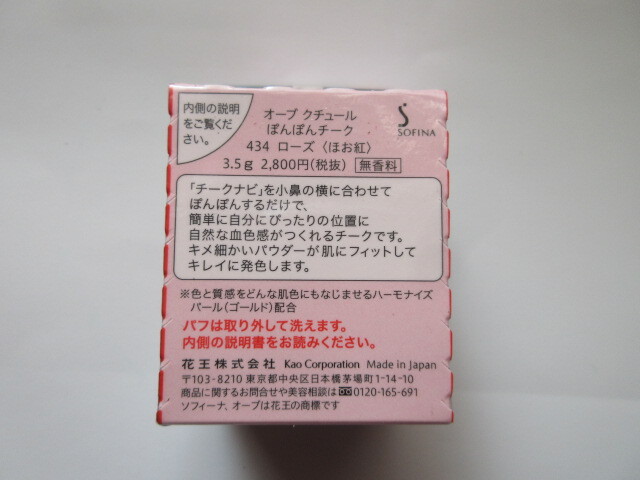 内側の説明
をご覧くだ
さい。
オーブ クチュール
ぽんぽんチーク
434 ローズ〈ほお紅〉
3.5g 2,800円(税抜) 無香料
SOFINA
「チークナビ」を小鼻の横に合わせて
ぽんぽんするだけで、
簡単に自分にぴったりの位置に
自然な血色感がつくれるチークです。
キメ細かいパウダーが肌にフィットして
キレイに発色します。
※色と質感をどんな肌色にもなじませるハーモナイズ
パール(ゴールド)配合
パフは取り外して洗えます。
内側の説明書をお読みください。
花王株式会社 Kao Corporation Made in Japan
〒103-8210 東京都中央区日本橋茅場町1-14-10
商品に関するお問合せや美容相談は 0120-165-691
ソフィーナ、オーブは花王の商標です